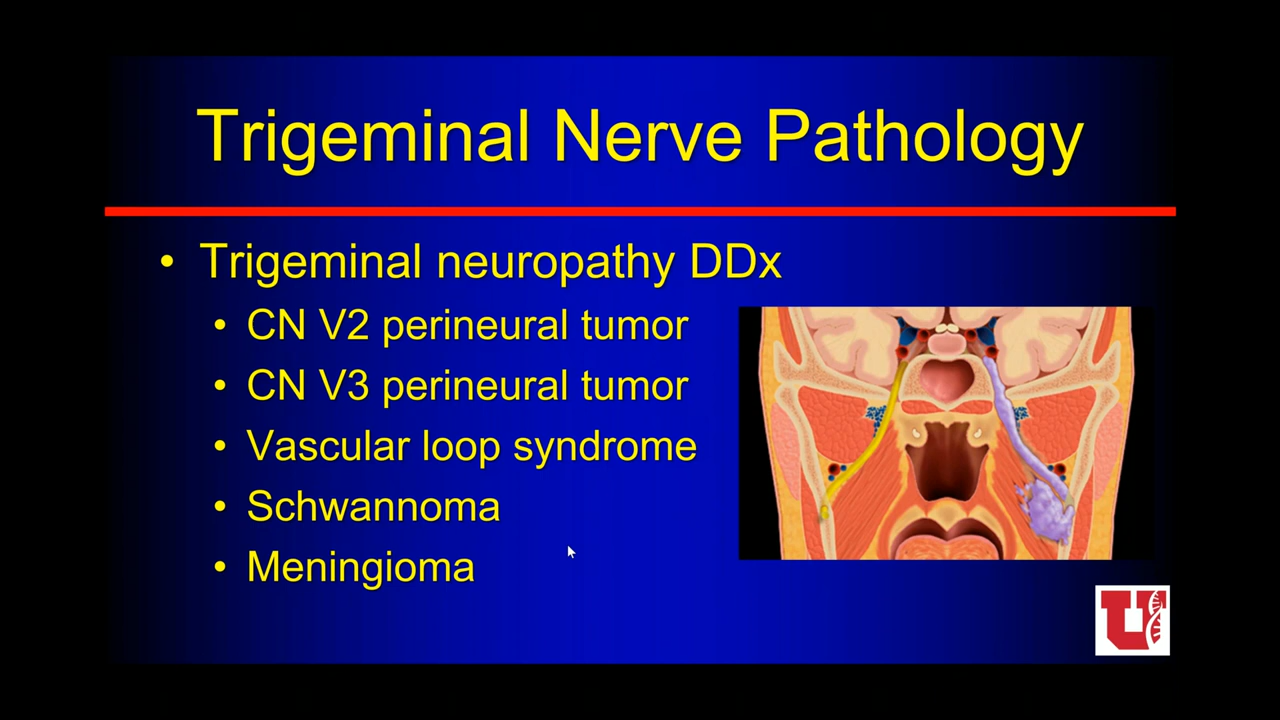 Trigeminal Nerve Pathology
• Trigeminal neuropathy DDx
• CN V2 perineural tumor
• CN V3 perineural tumor
• Vascular loop syndrome
• Schwannoma
• Meningioma
U